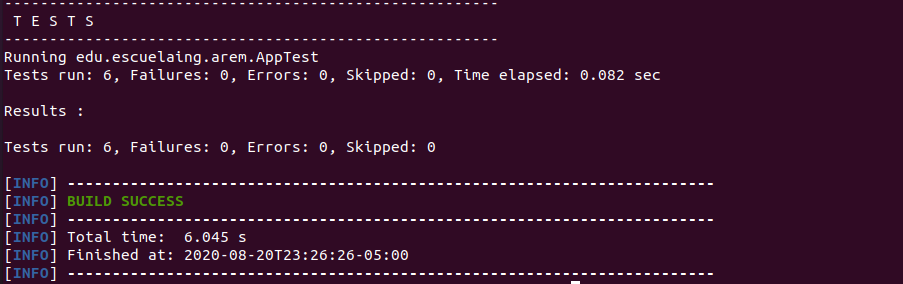 -------------------------------------------------------
 T E S T S
-------------------------------------------------------
Running edu.escuelaing.arem.AppTest
Tests run: 6, Failures: 0, Errors: 0, Skipped: 0, Time elapsed: 0.082 sec

Results :

Tests run: 6, Failures: 0, Errors: 0, Skipped: 0

[INFO] ------------------------------------------------------------------------
[INFO] BUILD SUCCESS
[INFO] ------------------------------------------------------------------------
[INFO] Total time:  6.045 s
[INFO] Finished at: 2020-08-20T23:26:26-05:00
[INFO] ------------------------------------------------------------------------